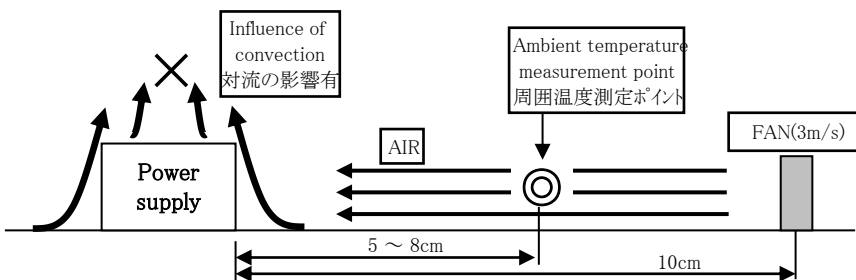 Influence of
convection
対流の影響有
Ambient temperature
measurement point
周囲温度測定ポイント
FAN(3m/s)
AIR
Power
supply
5 ～ 8cm
10cm